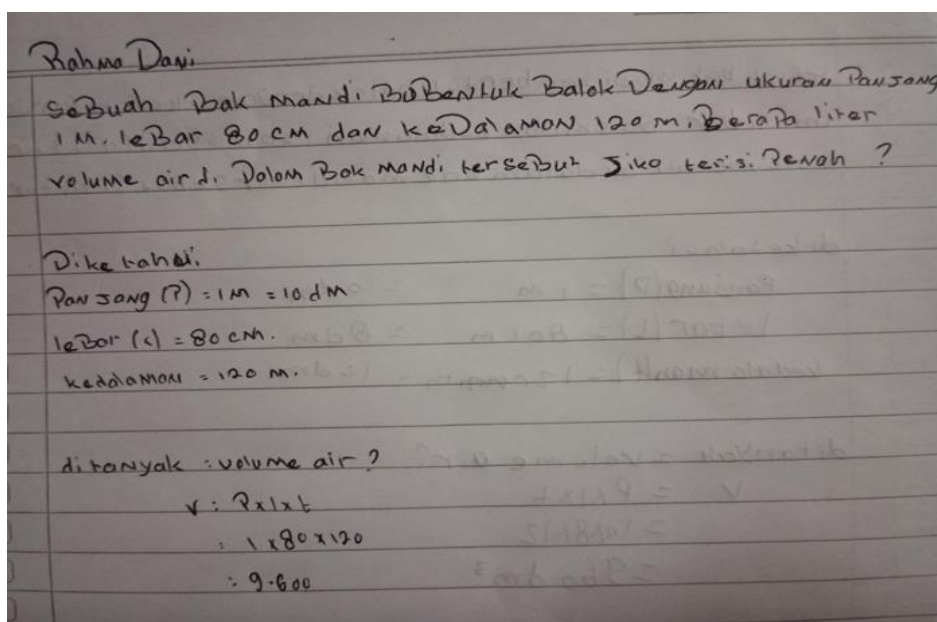 Rahma Dani
SeBuah Bak mandi BeBentuk Balok Dengan ukuran Panjang
1 M. leBar 80 cm dan keDalaman 120 m. BeraPa liter
volume air di Dalam Bak mandi terseBut Jika terisi Penah ?
Diketahui
Panjang (P) = 1 M = 10 dM
leBar (l) = 80 cm.
kedalaman = 120 m.
ditanyak : volume air ?
V : P x l x t
: 1 x 80 x 120
: 9.600